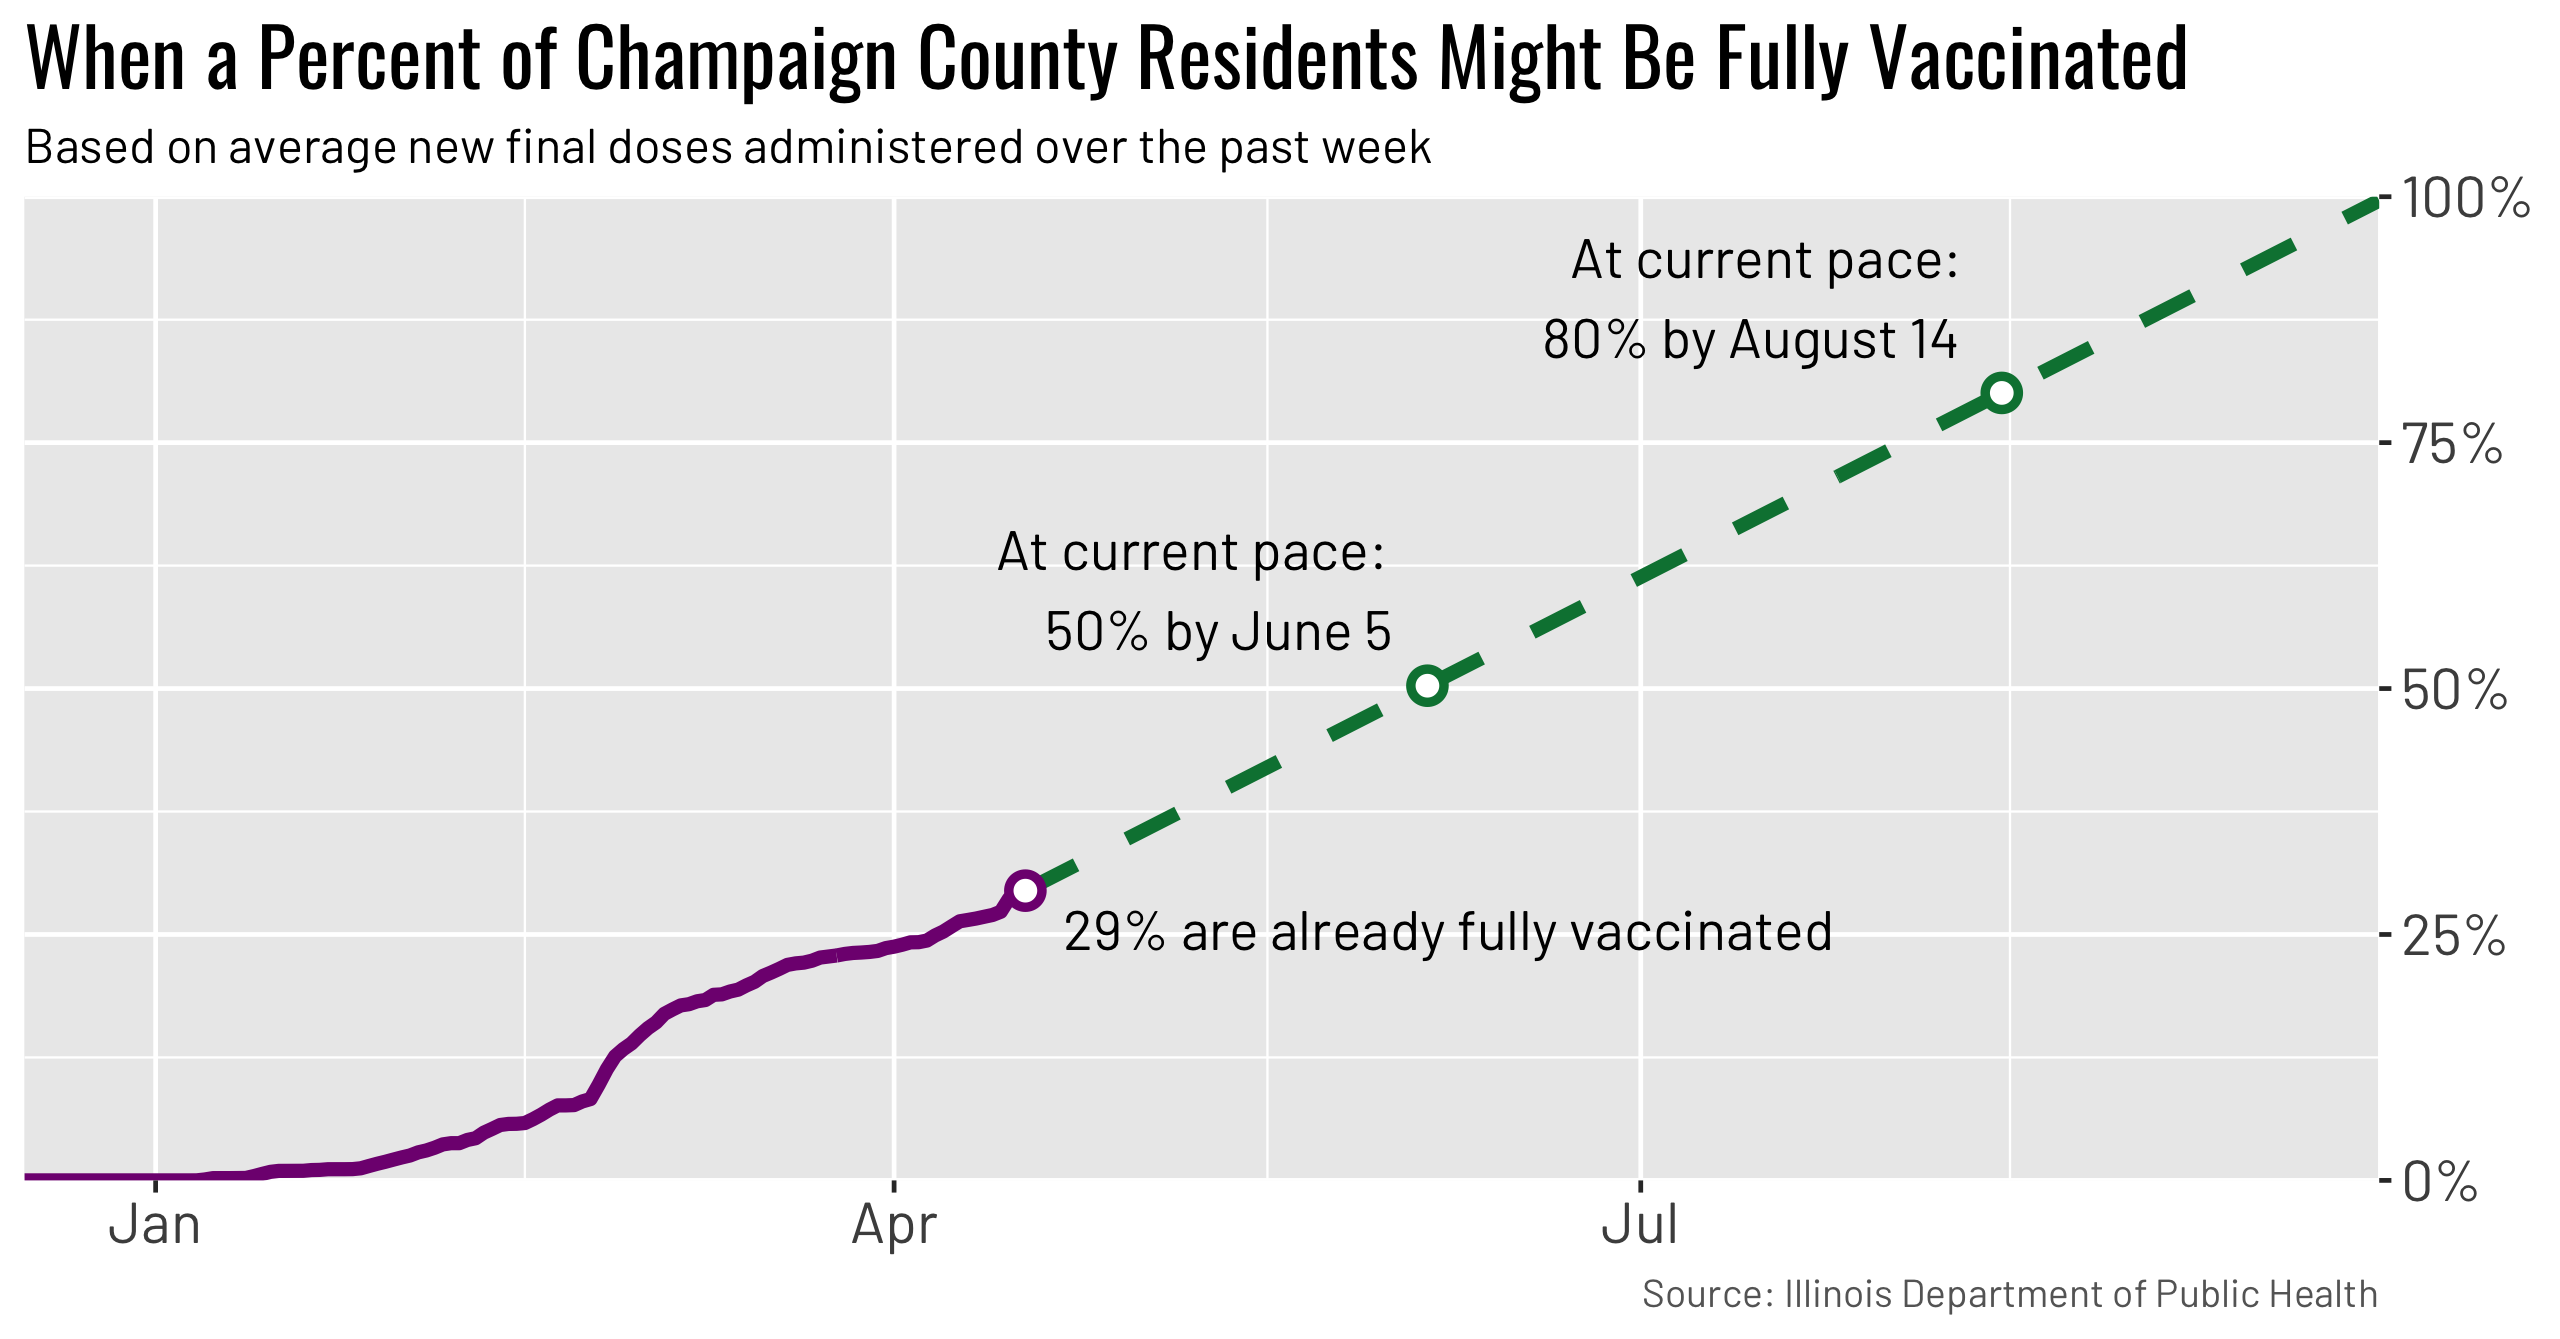 When a Percent of Champaign County Residents Might Be Fully Vaccinated
Based on average new final doses administered over the past week
100%
At current pace:
80% by August 14
75%
At current pace:
50% by June 5
50%
29% are already fully vaccinated
25%
0%
Jan
Apr
Jul
Source: Illinois Department of Public Health